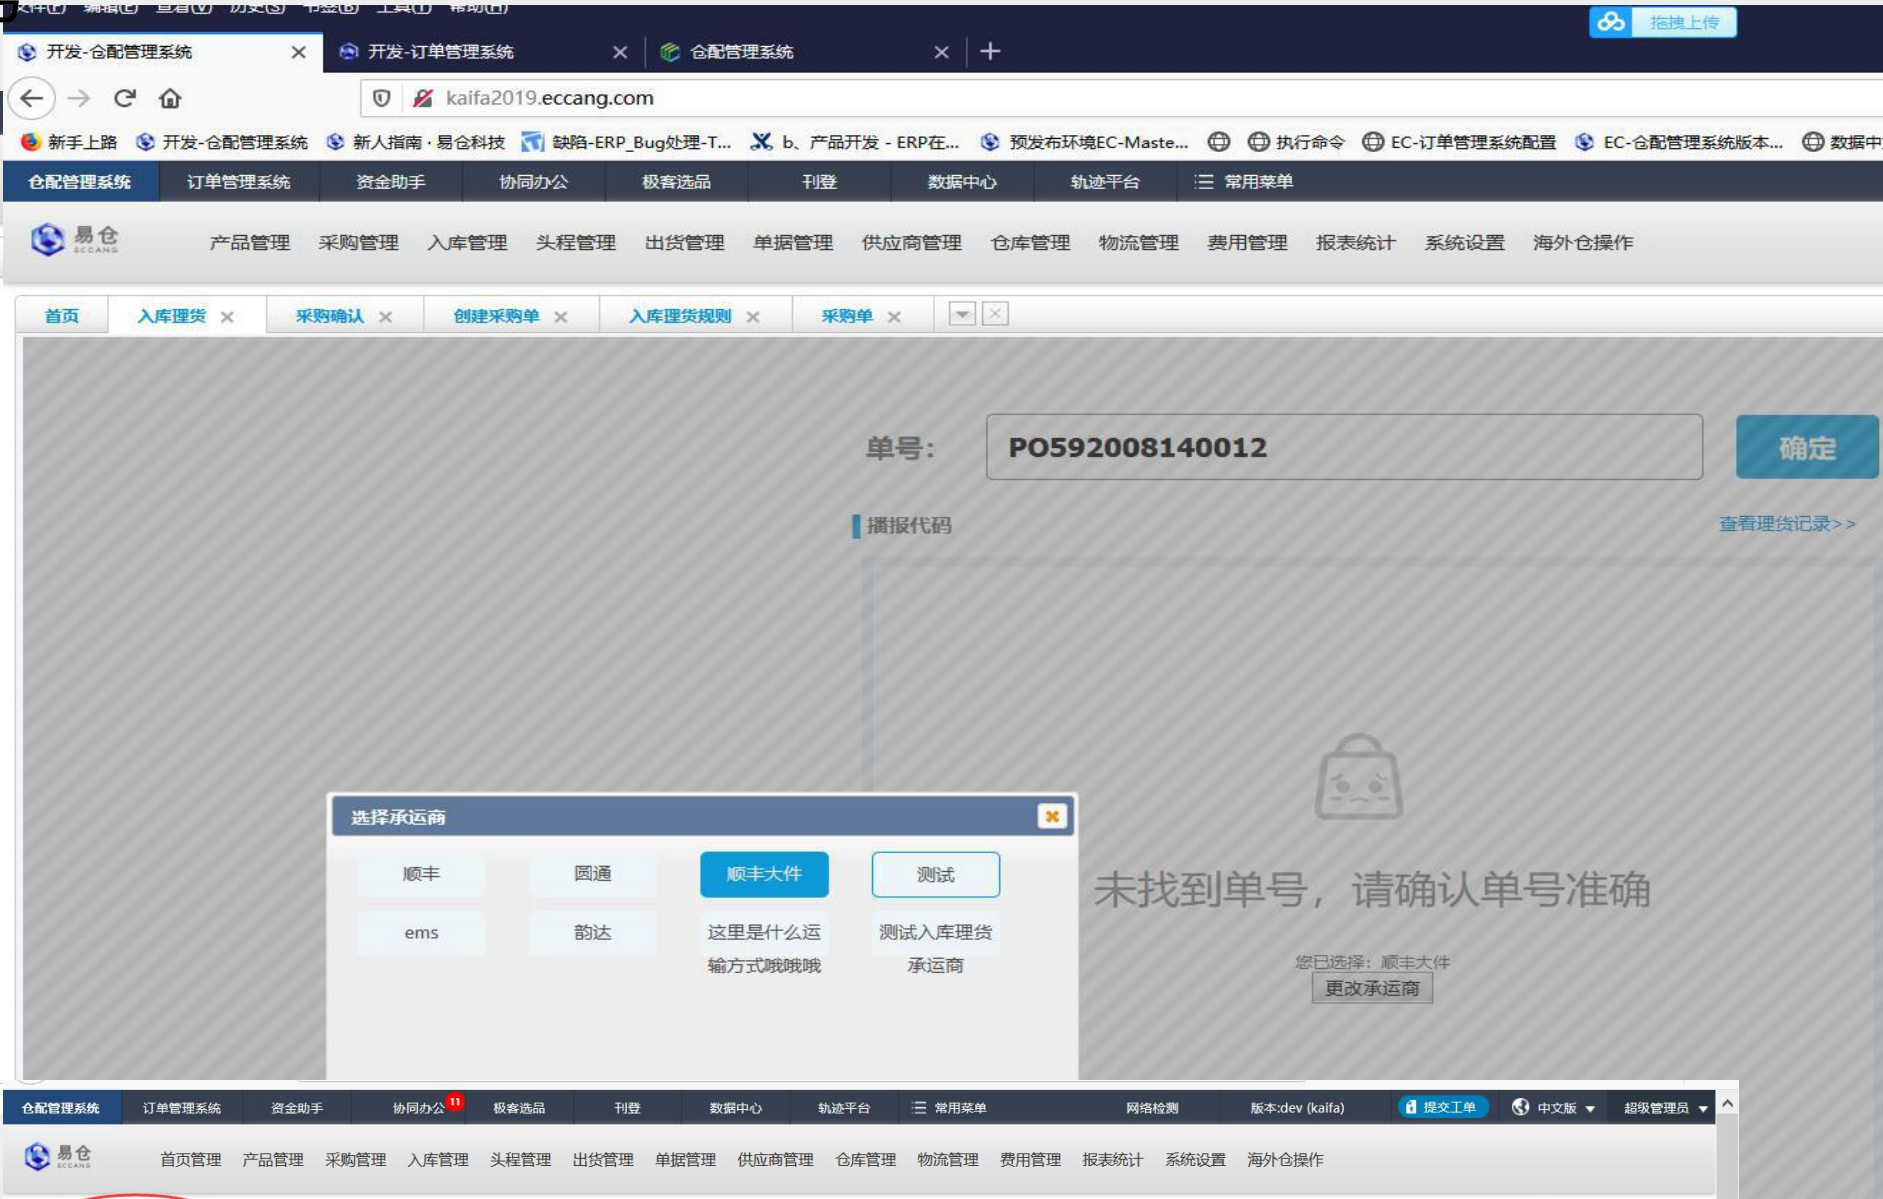 文件(F) 编辑(E) 查看(V) 历史(S) 书签(B) 工具(T) 帮助(H)
拖拽上传
开发-仓配管理系统 开发-订单管理系统 仓配管理系统
kaifa2019.eccang.com
新手上路 开发-仓配管理系统 新人指南 · 易仓科技 缺陷-ERP_Bug处理-T... b、产品开发 - ERP在... 预发布环境EC-Maste... 执行命令 EC-订单管理系统配置 EC-仓配管理系统版本... 数据中
仓配管理系统 订单管理系统 资金助手 协同办公 极客选品 刊登 数据中心 轨迹平台 常用菜单
易仓 ECCANG 产品管理 采购管理 入库管理 头程管理 出货管理 单据管理 供应商管理 仓库管理 物流管理 费用管理 报表统计 系统设置 海外仓操作
首页 入库理货 采购确认 创建采购单 入库理货规则 采购单
单号: PO592008140012 确定
播报代码 查看理货记录>>
选择承运商
顺丰 圆通 顺丰大件 测试
ems 韵达 这里是什么运输方式哦哦哦 测试入库理货承运商
未找到单号，请确认单号准确
您已选择：顺丰大件
更改承运商
仓配管理系统 订单管理系统 资金助手 协同办公 11 极客选品 刊登 数据中心 轨迹平台 常用菜单 网络检测 版本:dev (kaifa) 提交工单 中文版 超级管理员
易仓 ECCANG 首页管理 产品管理 采购管理 入库管理 头程管理 出货管理 单据管理 供应商管理 仓库管理 物流管理 费用管理 报表统计 系统设置 海外仓操作